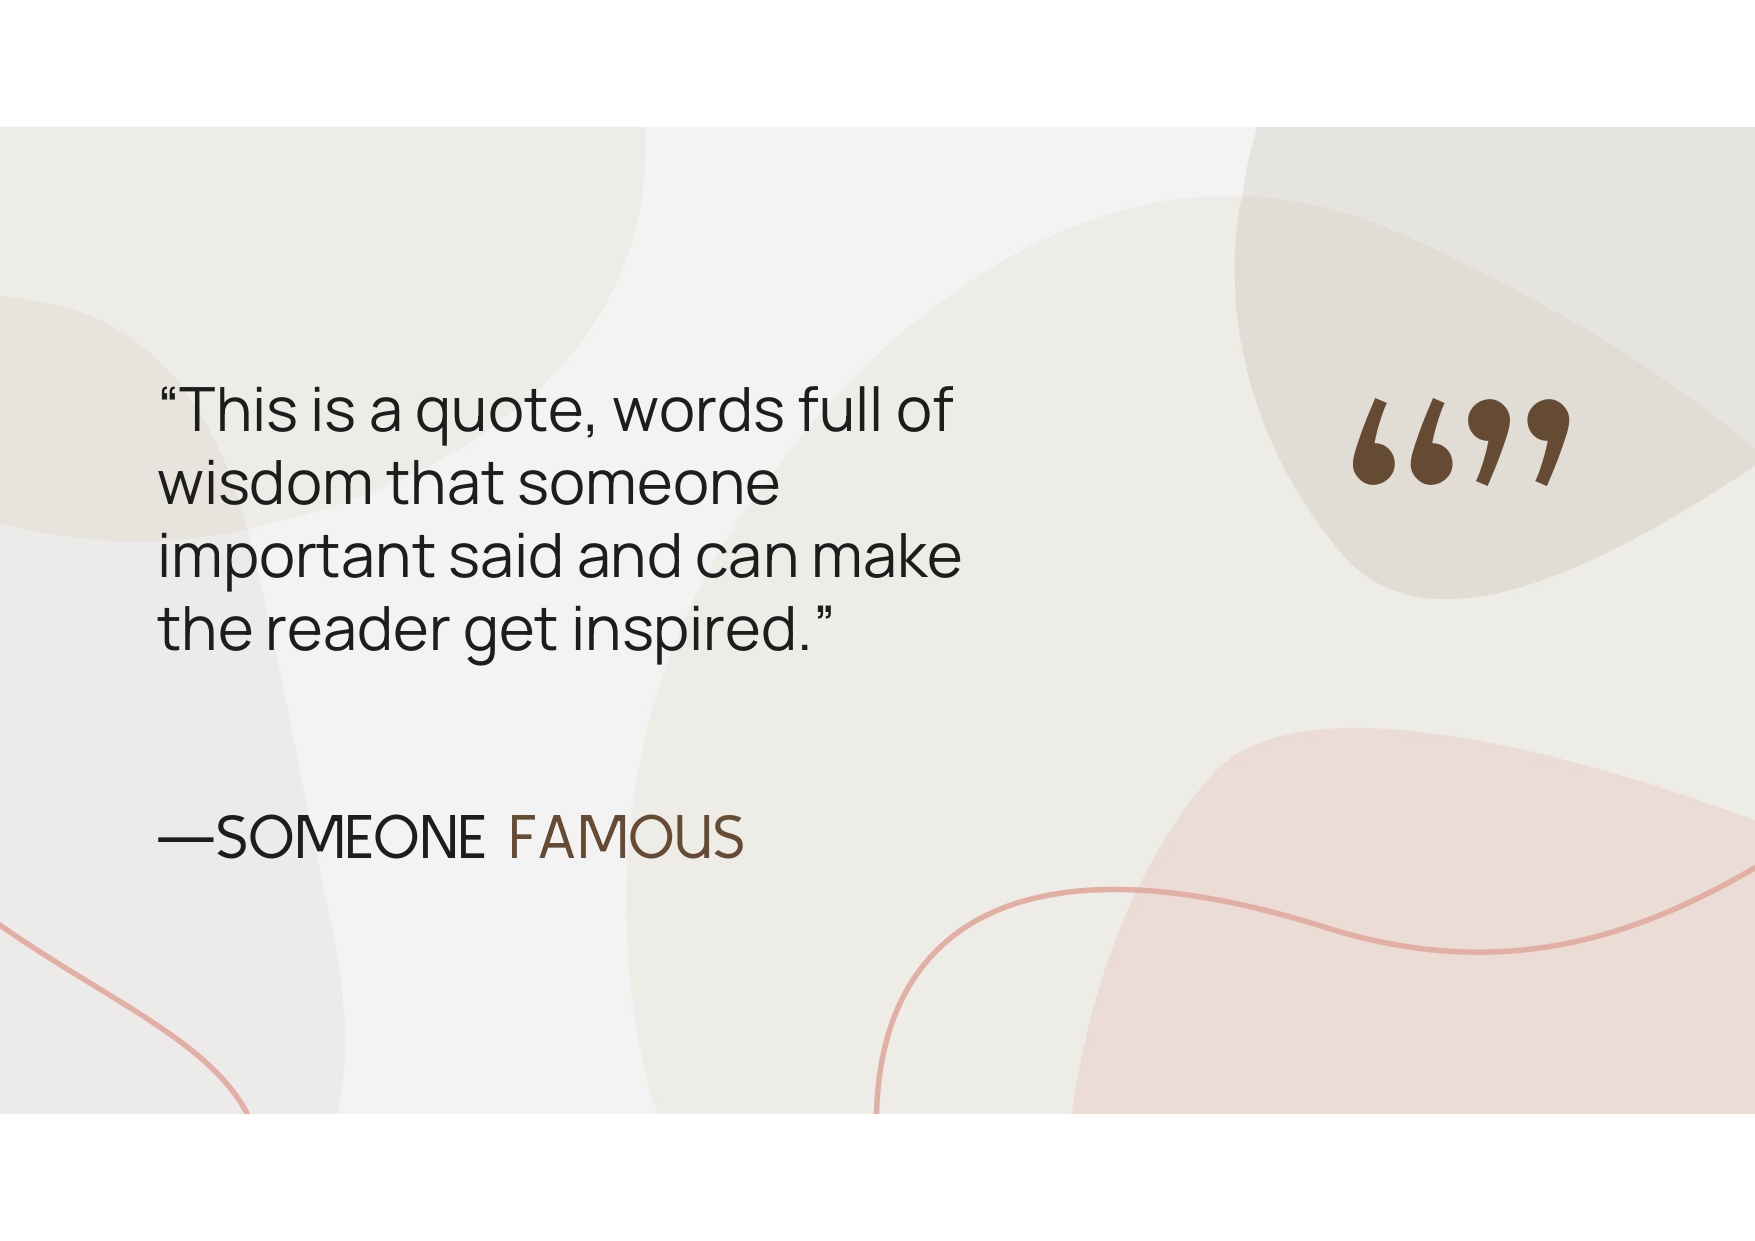 “This is a quote, words full of
wisdom that someone
important said and can make
the reader get inspired.”
“”
—SOMEONE FAMOUS